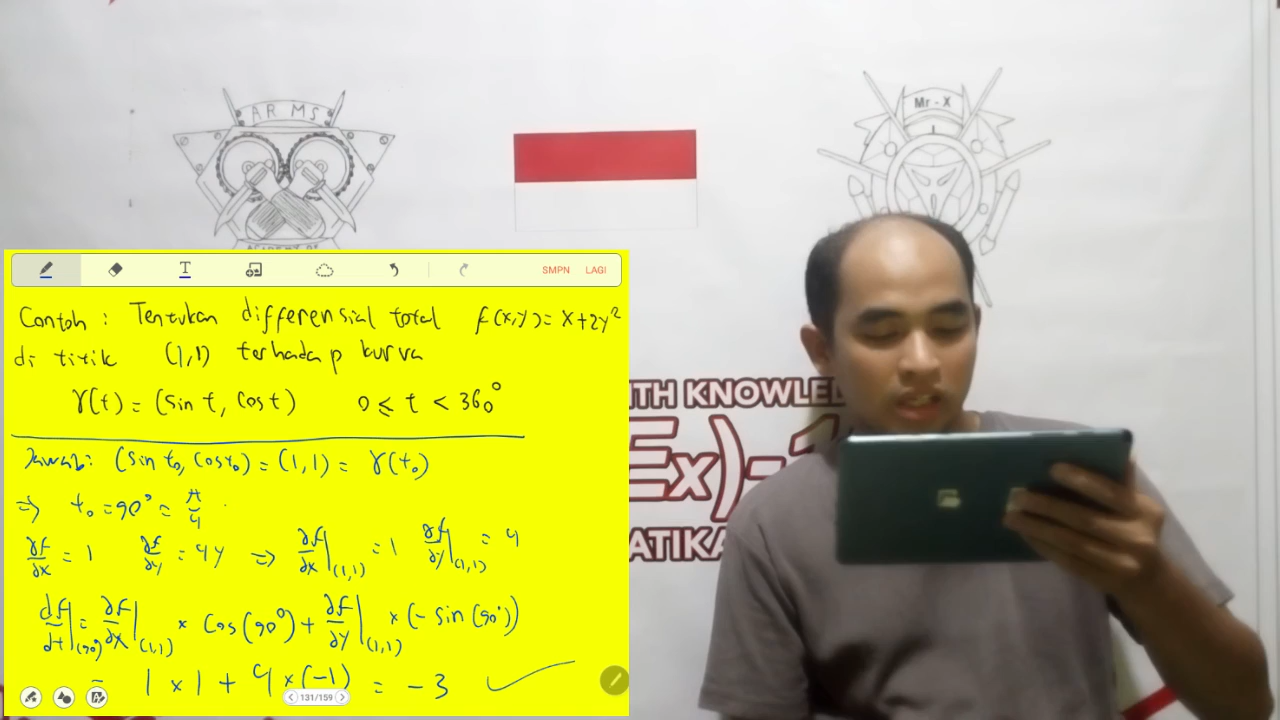 AR MS
Mr - X
SMPN LAGI
Contoh : Tentukan differensial total f(x,y) = x+2y²
di titik (1,1) terhadap kurva
γ(t) = (sin t, cos t) 0 ≤ t < 360°
Jawab: (sin t₀, cos t₀) = (1,1) = γ(t₀)
⇒ t₀ = 90° = π/4
∂f/∂x = 1 ∂f/∂y = 4y ⇒ ∂f/∂x|(1,1) = 1 ∂f/∂y|(1,1) = 4
df/dt|(90) = ∂f/∂x|(1,1) × cos(90°) + ∂f/∂y|(1,1) × (- sin(90°))
= 1 × 1 + 4 × (-1) = -3
131/159
ITH KNOWLE
Ex)-
ATIKA